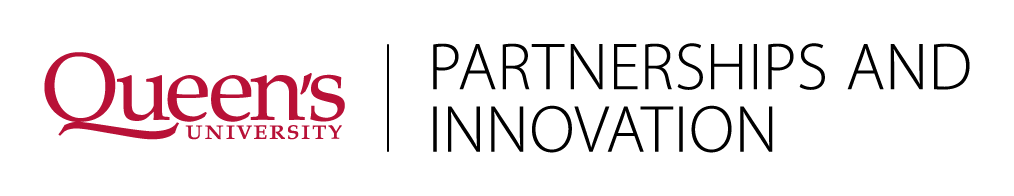 Queen's
UNIVERSITY
PARTNERSHIPS AND
INNOVATION